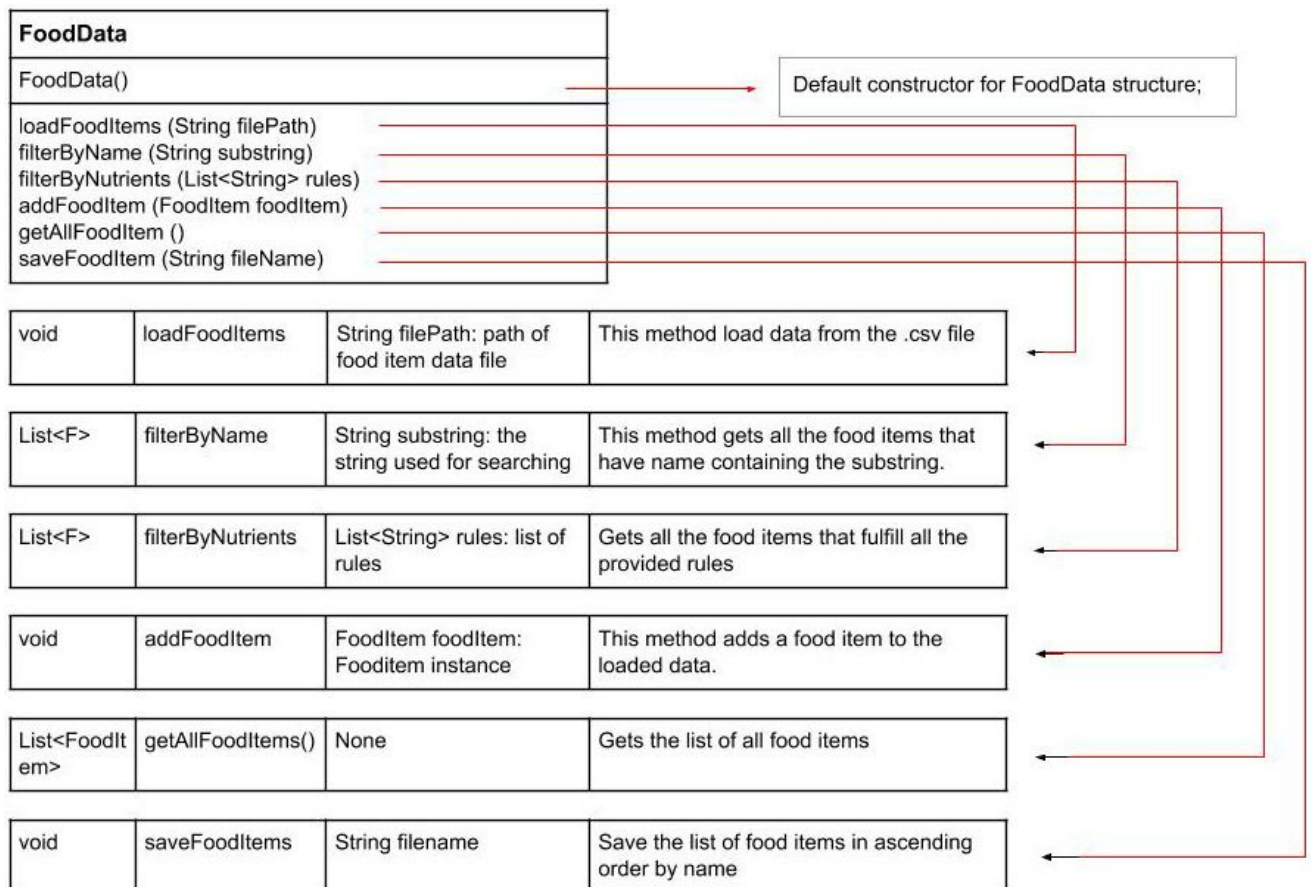 FoodData
FoodData()
Default constructor for FoodData structure;
loadFoodItems (String filePath)
filterByName (String substring)
filterByNutrients (List<String> rules)
addFoodItem (FoodItem foodItem)
getAllFoodItem ()
saveFoodItem (String fileName)
void
loadFoodItems
String filePath: path of
food item data file
This method load data from the .csv file
List<F>
filterByName
String substring: the
string used for searching
This method gets all the food items that
have name containing the substring.
List<F>
filterByNutrients
List<String> rules: list of
rules
Gets all the food items that fulfill all the
provided rules
void
addFoodItem
FoodItem foodItem:
Fooditem instance
This method adds a food item to the
loaded data.
List<FoodIt
em>
getAllFoodItems()
None
Gets the list of all food items
void
saveFoodItems
String filename
Save the list of food items in ascending
order by name